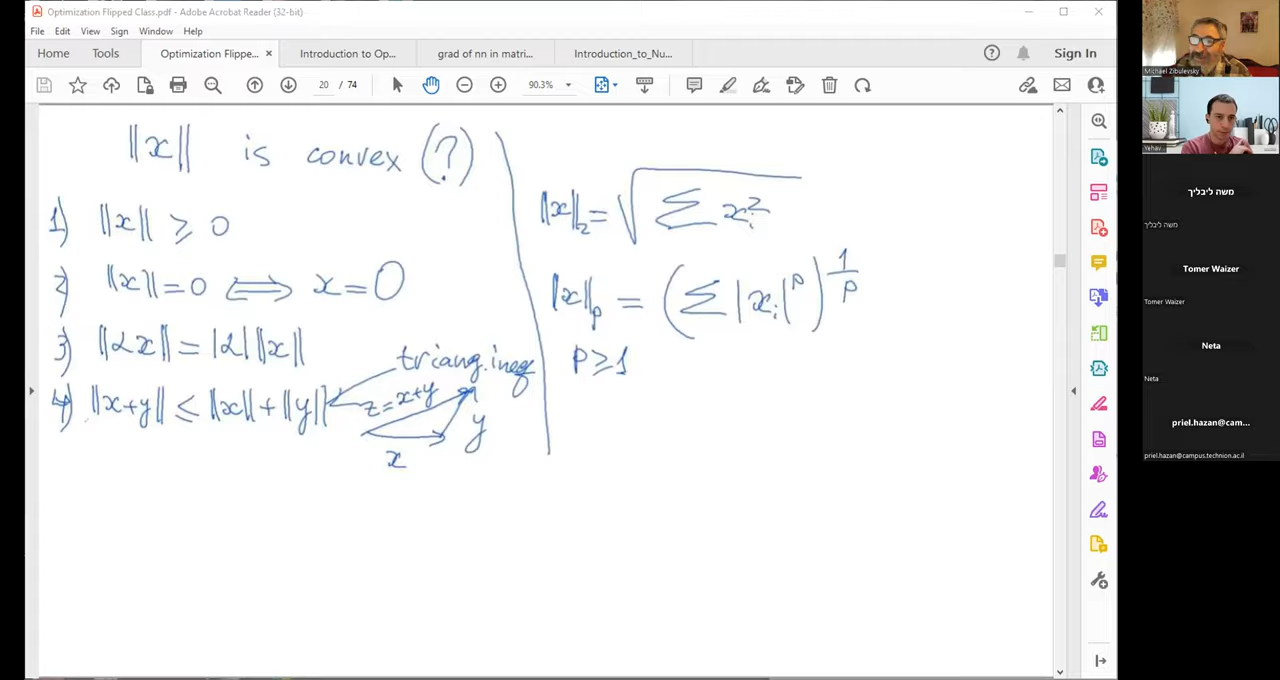 Optimization Flipped Class.pdf - Adobe Acrobat Reader (32-bit)
File Edit View Sign Window Help
Home Tools Optimization Flippe... × Introduction to Op... grad of nn in matri... Introduction_to_Nu... Sign In
20 / 74 90.3%
‖x‖ is convex (?)
1) ‖x‖ ≥ 0
2) ‖x‖ = 0 ⟺ x = 0
3) ‖αx‖ = |α| ‖x‖
triang. ineq
4) ‖x+y‖ ≤ ‖x‖ + ‖y‖
z = x+y
y
x
‖x‖₂ = √(∑ xᵢ²)
‖x‖ₚ = (∑ |xᵢ|^p)^(1/p)
p ≥ 1
Michael Zibulevsky
Yehav
משה ליבליך
משה ליבליך
Tomer Waizer
Tomer Waizer
Neta
Neta
priel.hazan@cam...
priel.hazan@campus.technion.ac.il